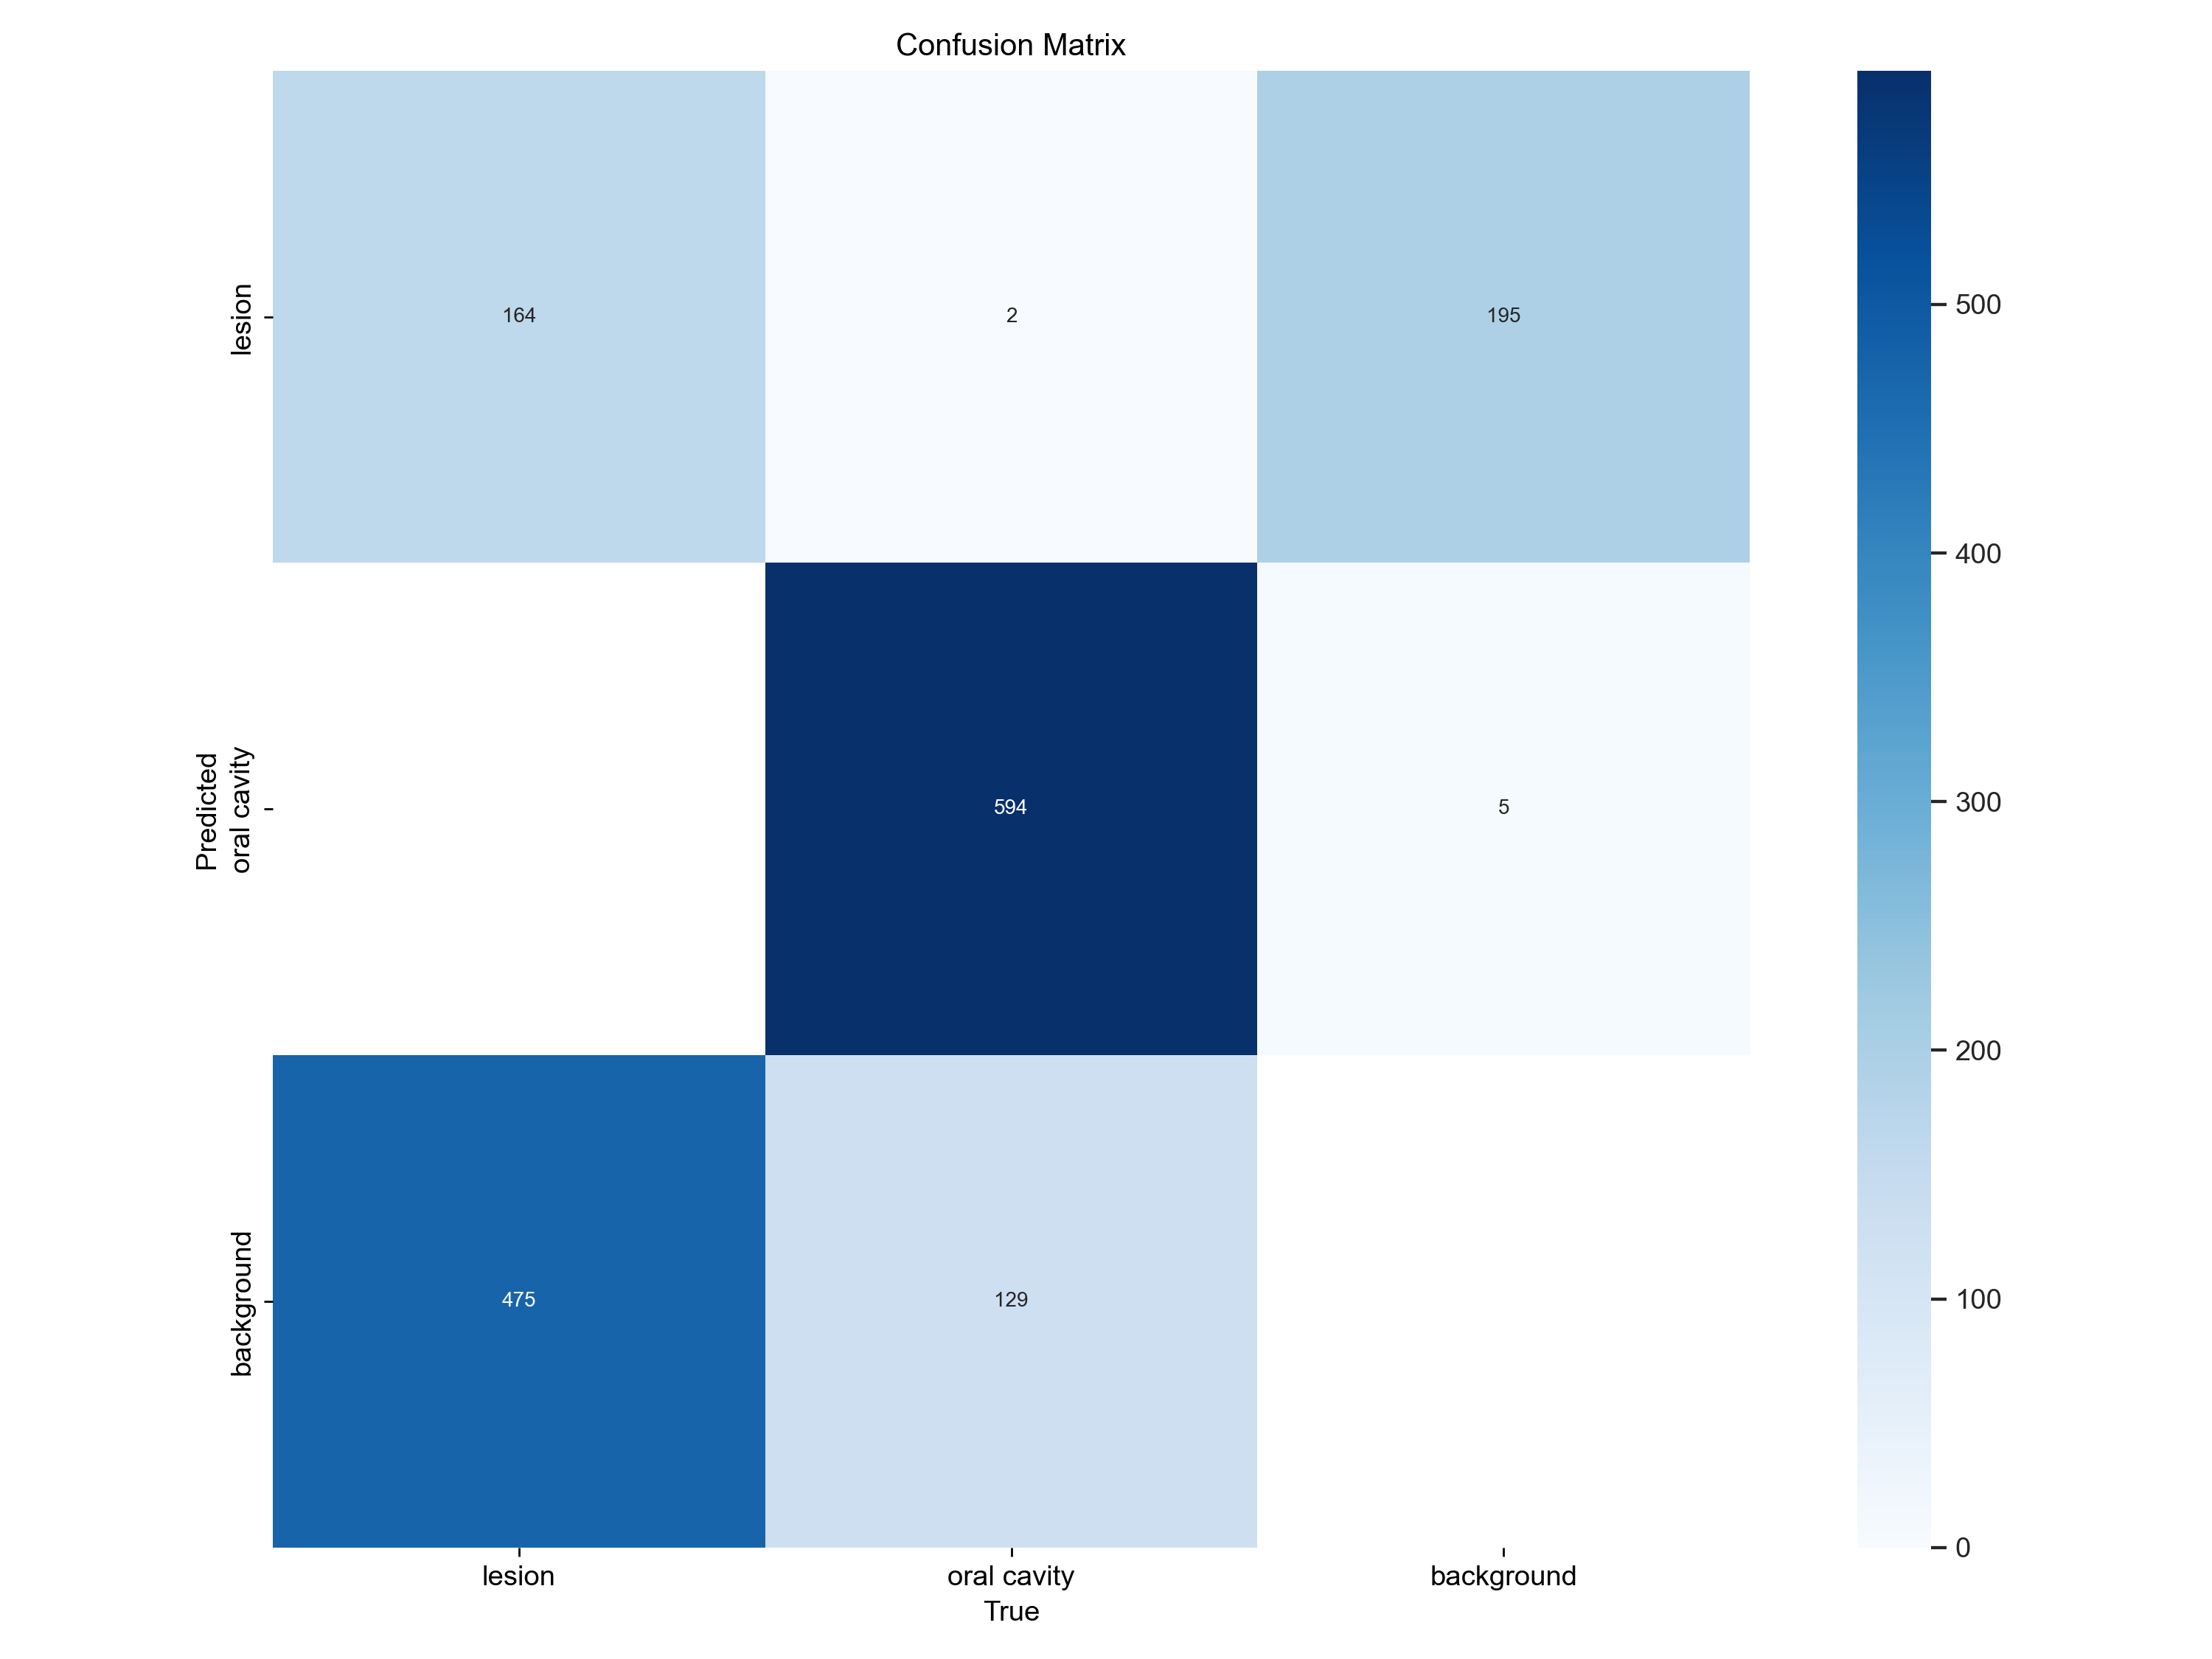 Confusion Matrix
lesion
164
2
195
500
400
Predicted
oral cavity
594
5
300
200
background
475
129
100
0
lesion
oral cavity
background
True